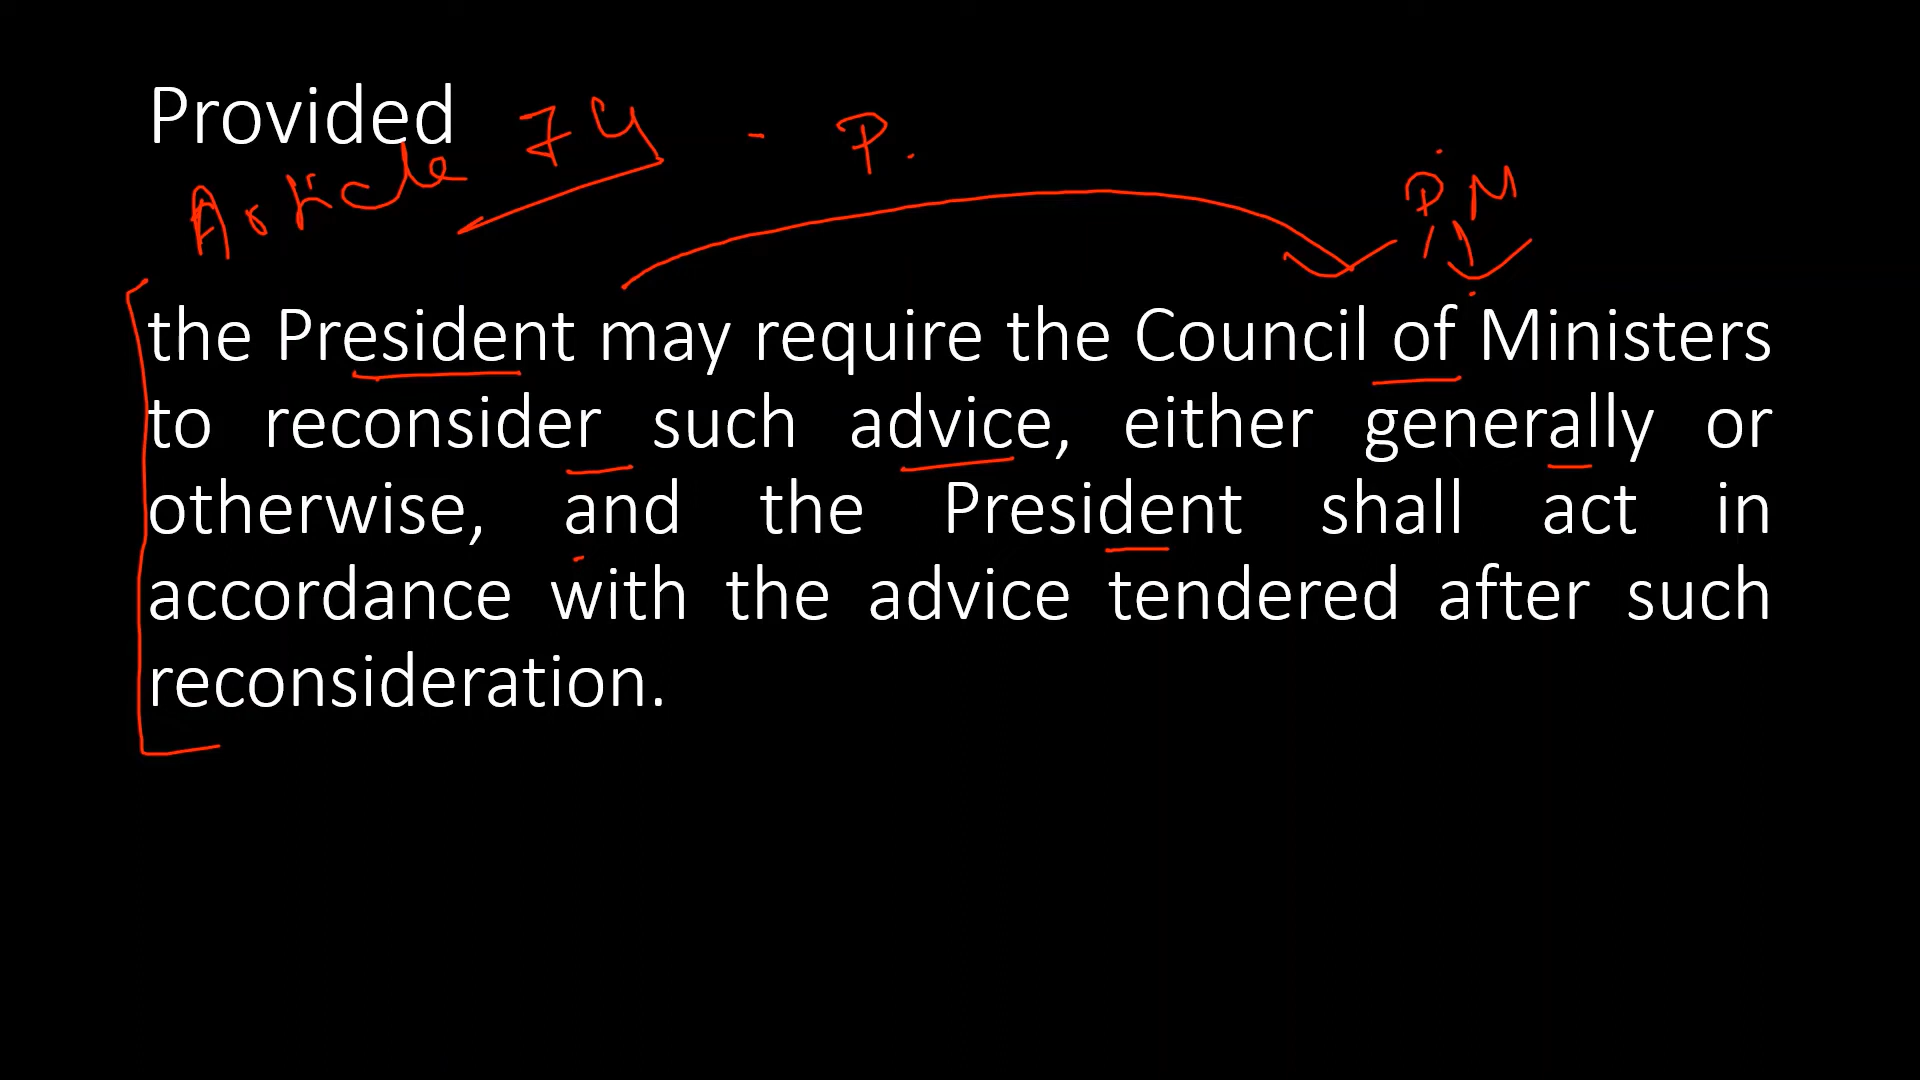 Provided
Article 74 - P.
PM
the President may require the Council of Ministers
to reconsider such advice, either generally or
otherwise, and the President shall act in
accordance with the advice tendered after such
reconsideration.